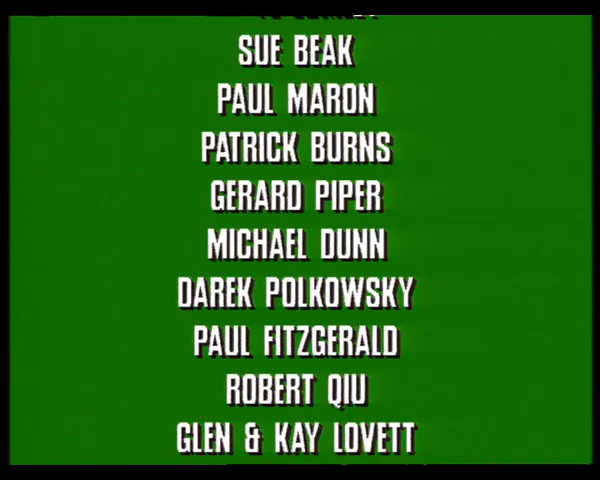 SUE BEAK
PAUL MARON
PATRICK BURNS
GERARD PIPER
MICHAEL DUNN
DAREK POLKOWSKY
PAUL FITZGERALD
ROBERT QIU
GLEN & KAY LOVETT